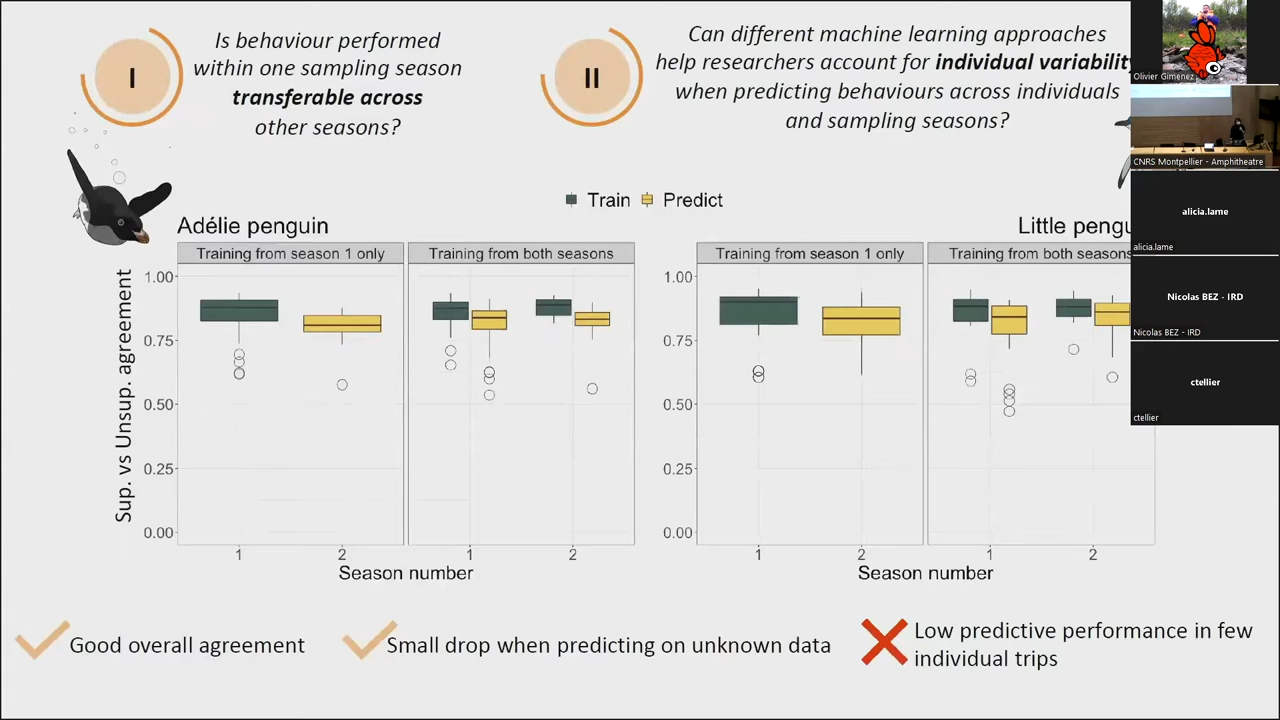 I
Is behaviour performed
within one sampling season
transferable across
other seasons?
II
Can different machine learning approaches
help researchers account for individual variability
when predicting behaviours across individuals
and sampling seasons?
Olivier Gimenez
CNRS Montpellier - Amphitheatre
alicia.lame
alicia.lame
Nicolas BEZ - IRD
Nicolas BEZ - IRD
ctellier
ctellier
Train
Predict
Adélie penguin
Little pengu
Training from season 1 only
Training from both seasons
Training from season 1 only
Training from both seasons
Sup. vs Unsup. agreement
1.00
0.75
0.50
0.25
0.00
1.00
0.75
0.50
0.25
0.00
1
2
1
2
1
2
1
2
Season number
Season number
Good overall agreement
Small drop when predicting on unknown data
Low predictive performance in few
individual trips